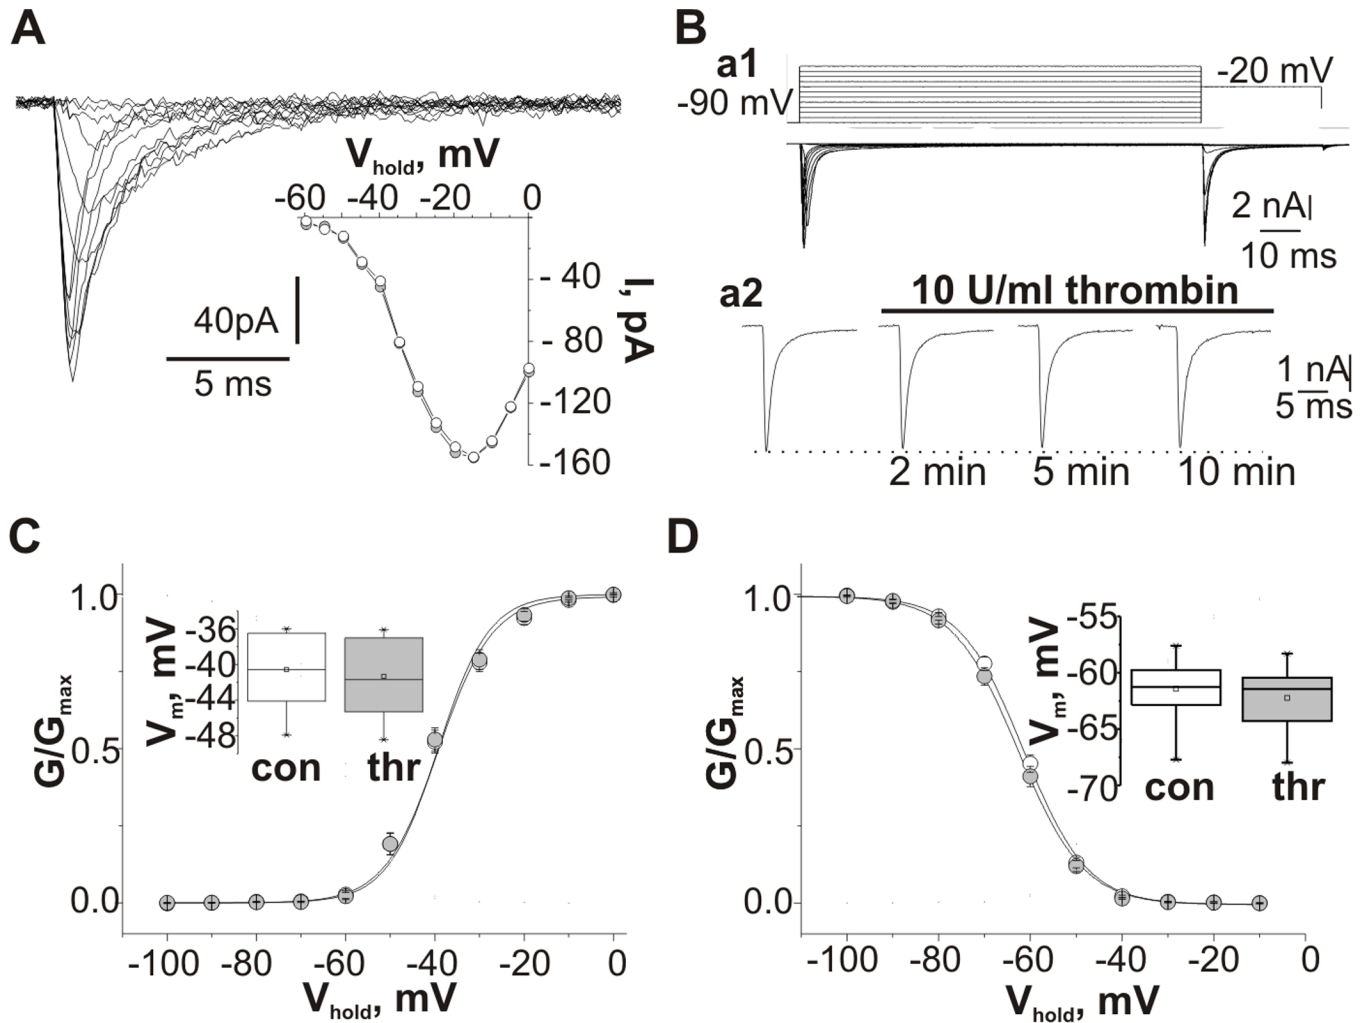 A
V_hold, mV
-60 -40 -20 0
- 40
- 80
-120
-160
I, pA
40pA
5 ms
B
a1
-90 mV
-20 mV
2 nA
10 ms
a2
10 U/ml thrombin
1 nA
5 ms
2 min 5 min 10 min
C
1.0
0.5
0.0
G/G_max
-36
-40
-44
-48
V_m, mV
con thr
-100 -80 -60 -40 -20 0
V_hold, mV
D
1.0
0.5
0.0
G/G_max
-55
-60
-65
-70
V_m, mV
con thr
-100 -80 -60 -40 -20 0
V_hold, mV